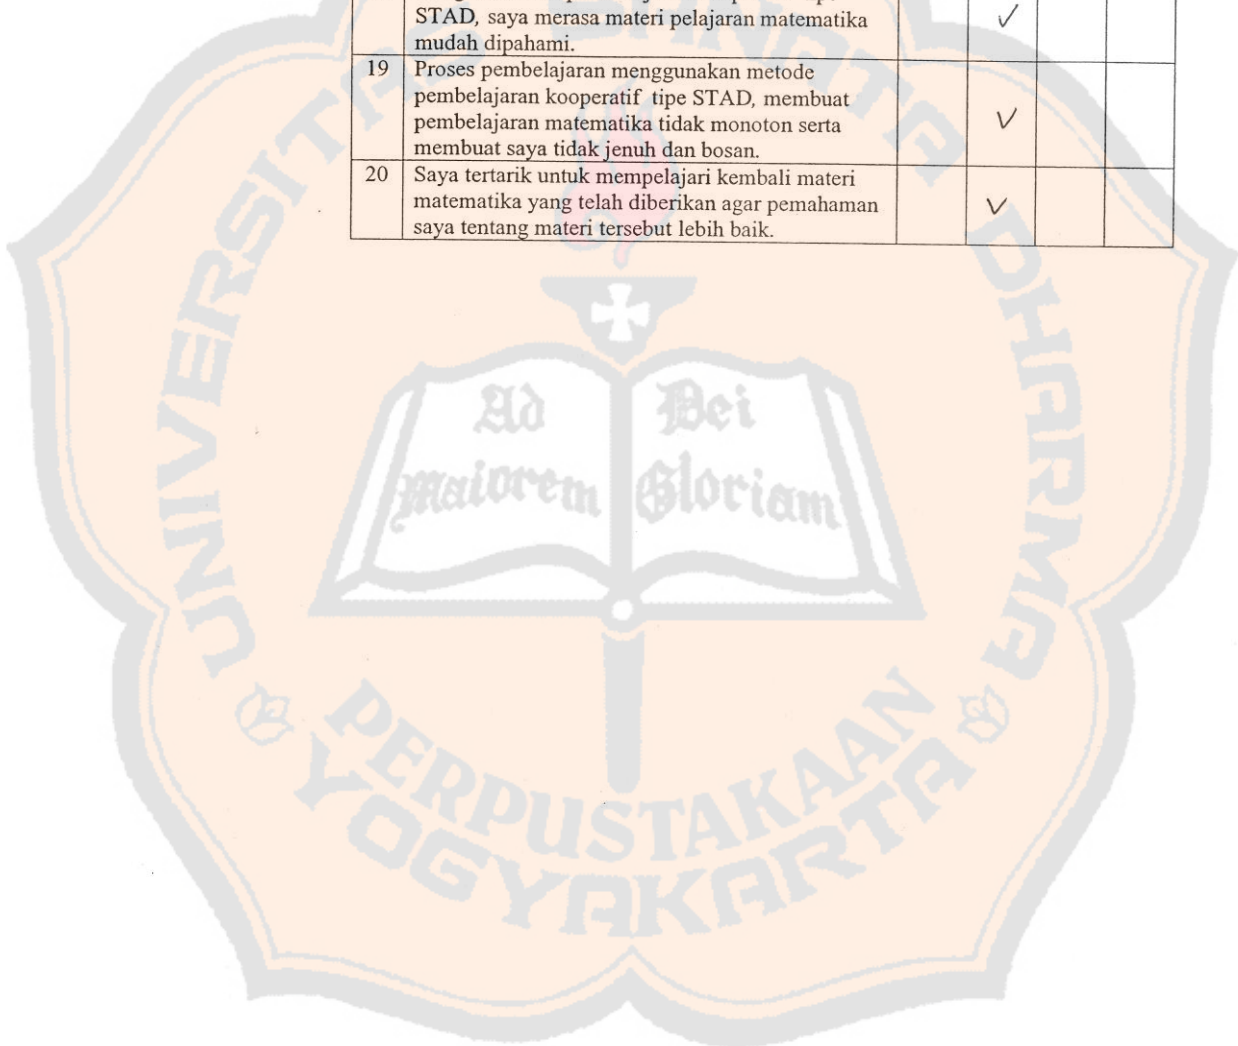 STAD, saya merasa materi pelajaran matematika ✓
mudah dipahami.
19 Proses pembelajaran menggunakan metode
pembelajaran kooperatif tipe STAD, membuat
pembelajaran matematika tidak monoton serta ✓
membuat saya tidak jenuh dan bosan.
20 Saya tertarik untuk mempelajari kembali materi
matematika yang telah diberikan agar pemahaman ✓
saya tentang materi tersebut lebih baik.
UNIVERSITAS SANATA DHARMA
Ad Dei
Maiorem Gloriam
PERPUSTAKAAN
YOGYAKARTA